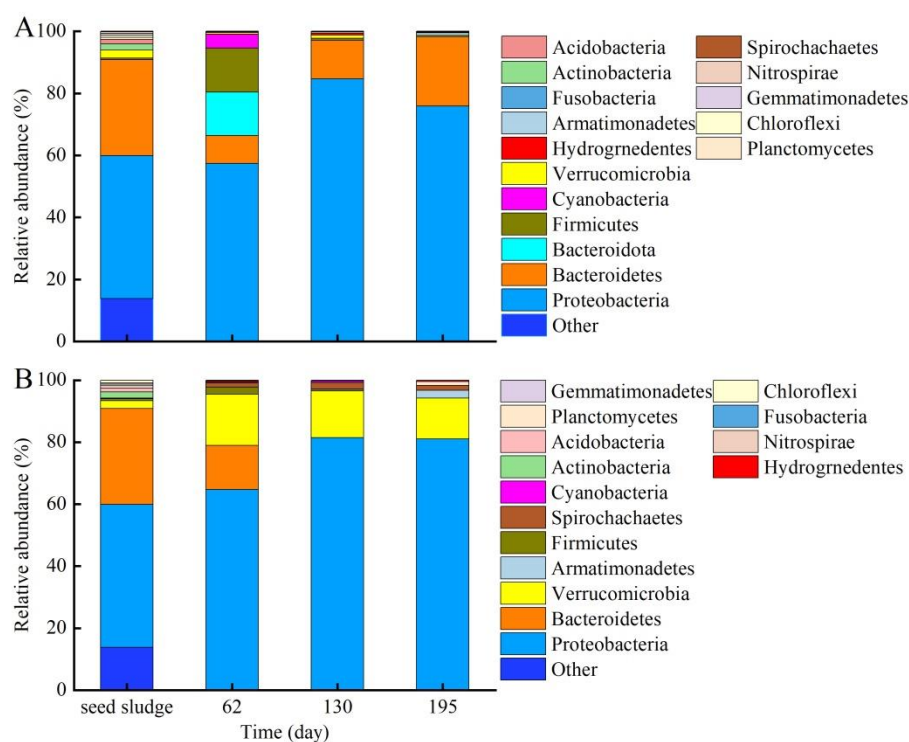 A
100
80
60
40
20
0
Relative abundance (%)
Acidobacteria
Actinobacteria
Fusobacteria
Armatimonadetes
Hydrogrnedentes
Verrucomicrobia
Cyanobacteria
Firmicutes
Bacteroidota
Bacteroidetes
Proteobacteria
Other
Spirochachaetes
Nitrospirae
Gemmatimonadetes
Chloroflexi
Planctomycetes
B
100
80
60
40
20
0
Relative abundance (%)
Gemmatimonadetes
Planctomycetes
Acidobacteria
Actinobacteria
Cyanobacteria
Spirochachaetes
Firmicutes
Armatimonadetes
Verrucomicrobia
Bacteroidetes
Proteobacteria
Other
Chloroflexi
Fusobacteria
Nitrospirae
Hydrogrnedentes
seed sludge 62 130 195
Time (day)